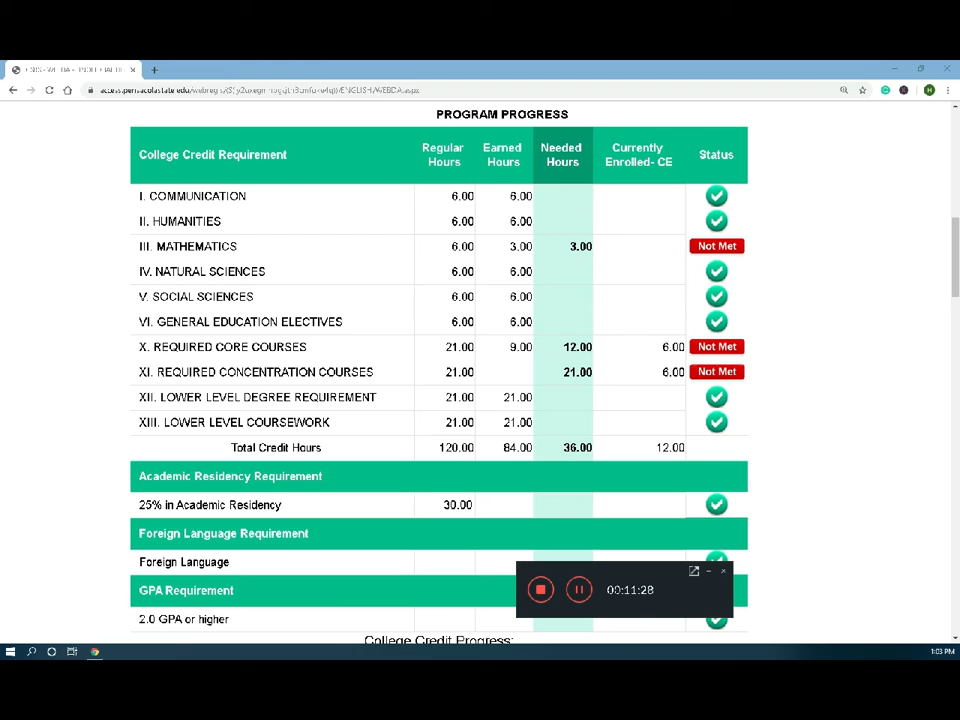 PROGRAM PROGRESS
College Credit Requirement Regular Hours Earned Hours Needed Hours Currently Enrolled- CE Status
I. COMMUNICATION 6.00 6.00
II. HUMANITIES 6.00 6.00
III. MATHEMATICS 6.00 3.00 3.00 Not Met
IV. NATURAL SCIENCES 6.00 6.00
V. SOCIAL SCIENCES 6.00 6.00
VI. GENERAL EDUCATION ELECTIVES 6.00 6.00
X. REQUIRED CORE COURSES 21.00 9.00 12.00 6.00 Not Met
XI. REQUIRED CONCENTRATION COURSES 21.00 21.00 6.00 Not Met
XII. LOWER LEVEL DEGREE REQUIREMENT 21.00 21.00
XIII. LOWER LEVEL COURSEWORK 21.00 21.00
Total Credit Hours 120.00 84.00 36.00 12.00
Academic Residency Requirement
25% in Academic Residency 30.00
Foreign Language Requirement
Foreign Language
GPA Requirement
00:11:28
2.0 GPA or higher
College Credit Progress:
1:03 PM